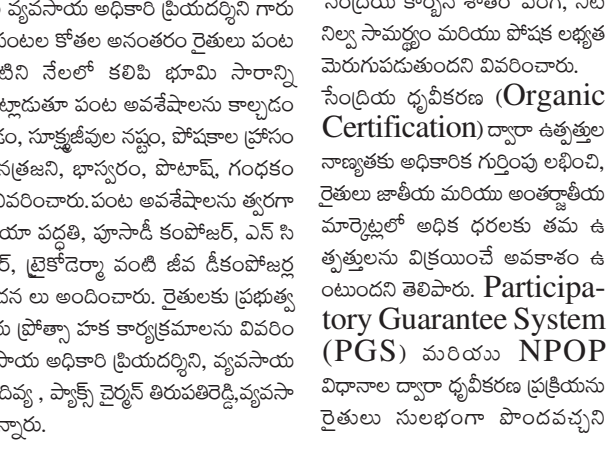 వ్యవసాయ అధికారి ప్రియదర్శిని గారు
పంటల కోతల అనంతరం రైతులు పంట
నేలలో కలిపి భూమి సారాన్ని
పంట అవశేషాలను కాల్చడం
సూక్ష్మజీవుల నష్టం, పోషకాల హ్రాసం
భాస్వరం, పొటాష్, గంధకం
వివరించారు.పంట అవశేషాలను త్వరగా
పద్ధతి, పూసాడీ కంపోజర్, ఎన్ సి
ట్రైకోడెర్మా వంటి జీవ డీకంపోజర్ల
లు అందించారు. రైతులకు ప్రభుత్వ
ప్రోత్సా హక కార్యక్రమాలను వివరిం
అధికారి ప్రియదర్శిని, వ్యవసాయ
దివ్య , ప్యాక్స్ చైర్మన్ తిరుపతిరెడ్డి,వ్యవసా
సేంద్రియ కార్బన్ శాతం పెరిగి, నీటి
నిల్వ సామర్థ్యం మరియు పోషక లభ్యత
మెరుగుపడుతుందని వివరించారు.
సేంద్రియ ధృవీకరణ (Organic
Certification) ద్వారా ఉత్పత్తుల
నాణ్యతకు అధికారిక గుర్తింపు లభించి,
రైతులు జాతీయ మరియు అంతర్జాతీయ
మార్కెట్లలో అధిక ధరలకు తమ ఉ
త్పత్తులను విక్రయించే అవకాశం ఉ
ంటుందని తెలిపారు. Participa-
tory Guarantee System
(PGS) మరియు NPOP
విధానాల ద్వారా ధృవీకరణ ప్రక్రియను
రైతులు సులభంగా పొందవచ్చని